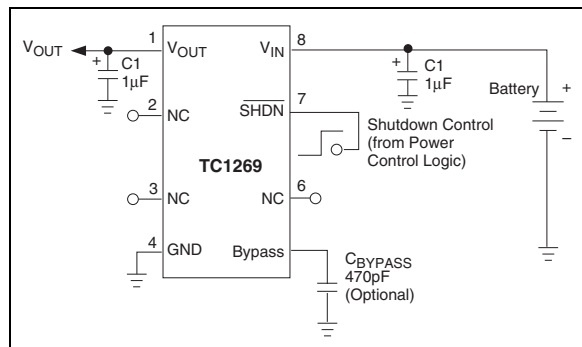 VOUT
1
VOUT
VIN
8
+
C1
1µF
+
C1
1µF
2
NC
7
SHDN
Shutdown Control
(from Power
Control Logic)
Battery
+
–
TC1269
3
NC
NC
6
4
GND
Bypass
CBYPASS
470pF
(Optional)